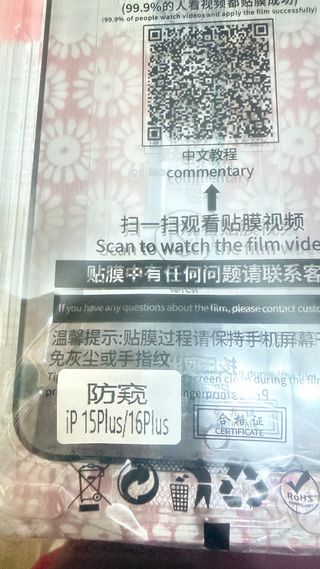 (99.9%的人看视频都贴膜成功)
(99.9% of people watch videos and apply the film successfully)
中文教程
commentary
扫一扫观看贴膜视频
Scan to watch the film vide
贴膜中有任何问题请联系客
If you have any questions about the film, please contact custo
温馨提示:贴膜过程请保持手机屏幕干
免灰尘或手指纹
screen clean during the film
防窥
iP 15Plus/16Plus
合格证
CERTIFICATE
RoHS